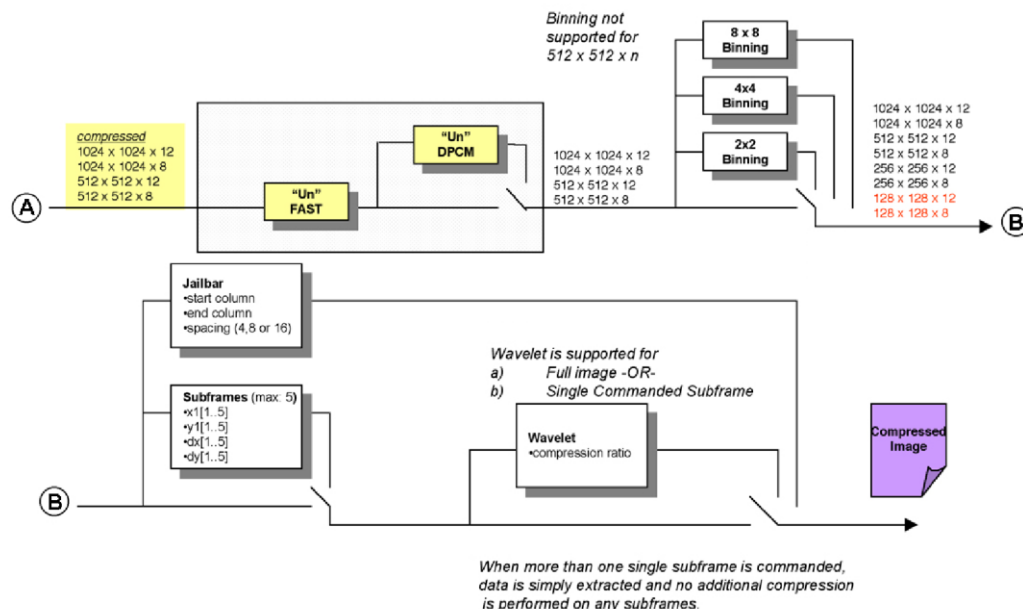 Binning not
supported for
512 x 512 x n
8 x 8
Binning
4x4
Binning
2x2
Binning
compressed
1024 x 1024 x 12
1024 x 1024 x 8
512 x 512 x 12
512 x 512 x 8
"Un"
DPCM
"Un"
FAST
1024 x 1024 x 12
1024 x 1024 x 8
512 x 512 x 12
512 x 512 x 8
1024 x 1024 x 12
1024 x 1024 x 8
512 x 512 x 12
512 x 512 x 8
256 x 256 x 12
256 x 256 x 8
128 x 128 x 12
128 x 128 x 8
A
B
Jailbar
•start column
•end column
•spacing (4,8 or 16)
Subframes (max: 5)
•x1[1..5]
•y1[1..5]
•dx[1..5]
•dy[1..5]
B
Wavelet is supported for
a) Full image -OR-
b) Single Commanded Subframe
Wavelet
•compression ratio
Compressed
Image
When more than one single subframe is commanded,
data is simply extracted and no additional compression
is performed on any subframes.